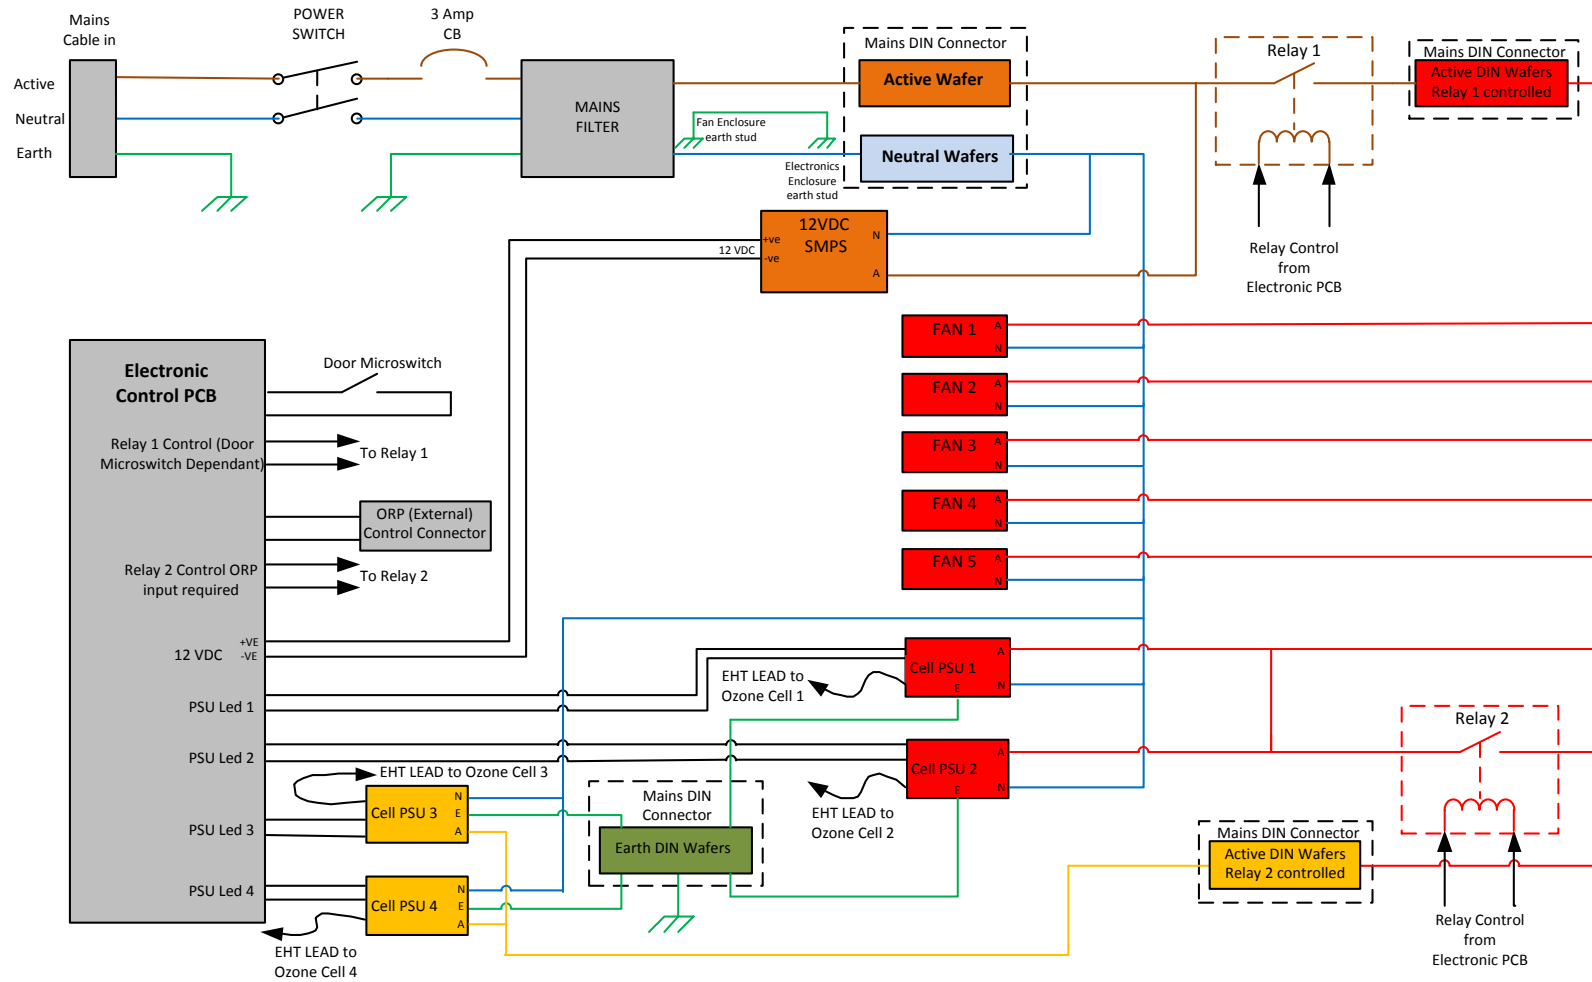 Mains
Cable in
POWER
SWITCH
3 Amp
CB
Active
Neutral
Earth
MAINS
FILTER
Fan Enclosure
earth stud
Mains DIN Connector
Active Wafer
Neutral Wafers
Electronics
Enclosure
earth stud
Relay 1
Mains DIN Connector
Active DIN Wafers
Relay 1 controlled
Relay Control
from
Electronic PCB
12VDC
SMPS
N
A
+ve
-ve
12 VDC
FAN 1
A
N
FAN 2
A
N
FAN 3
A
N
FAN 4
A
N
FAN 5
A
N
Electronic
Control PCB
Door Microswitch
Relay 1 Control (Door
Microswitch Dependant)
To Relay 1
ORP (External)
Control Connector
Relay 2 Control ORP
input required
To Relay 2
+VE
12 VDC
-VE
PSU Led 1
PSU Led 2
PSU Led 3
PSU Led 4
Cell PSU 1
A
N
E
EHT LEAD to
Ozone Cell 1
Cell PSU 2
A
N
E
EHT LEAD to
Ozone Cell 2
EHT LEAD to Ozone Cell 3
Cell PSU 3
N
E
A
Cell PSU 4
N
E
A
EHT LEAD to
Ozone Cell 4
Mains DIN
Connector
Earth DIN Wafers
Relay 2
Mains DIN Connector
Active DIN Wafers
Relay 2 controlled
Relay Control
from
Electronic PCB